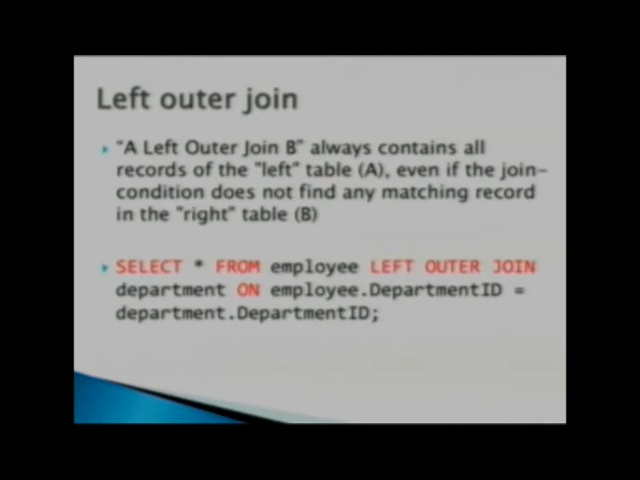 Left outer join
"A Left Outer Join B" always contains all
records of the "left" table (A), even if the join-
condition does not find any matching record
in the "right" table (B)
SELECT * FROM employee LEFT OUTER JOIN
department ON employee.DepartmentID =
department.DepartmentID;